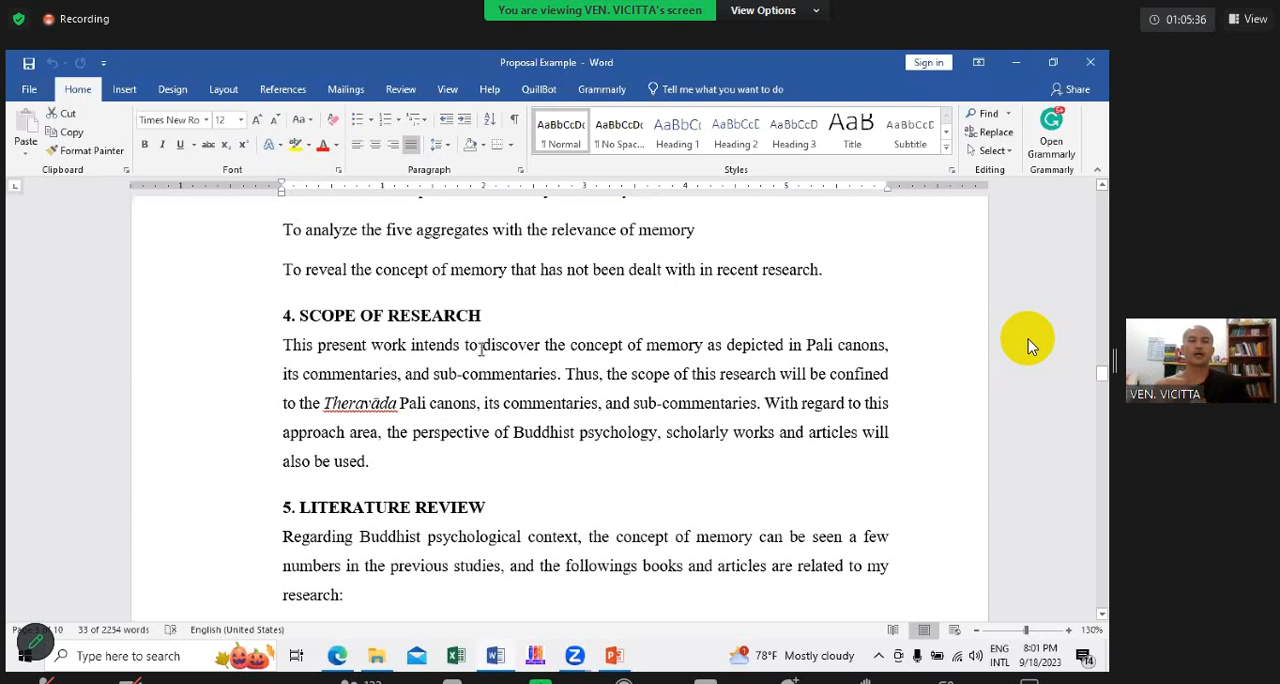 You are viewing VEN. VICITTA's screen
View Options
Recording
01:05:36
View
Proposal Example - Word
Sign in
File Home Insert Design Layout References Mailings Review View Help QuillBot Grammarly Tell me what you want to do Share
Paste
Cut
Copy
Format Painter
Times New Ro 12
AaBbCcDc AaBbCcDc AaBbC AaBbCcC AaBbCcD AaB AaBbCcD
¶ Normal ¶ No Spac... Heading 1 Heading 2 Heading 3 Title Subtitle
Find
Replace
Select
Open
Grammarly
Clipboard Font Paragraph Styles Editing Grammarly
To analyze the five aggregates with the relevance of memory
To reveal the concept of memory that has not been dealt with in recent research.
4. SCOPE OF RESEARCH
This present work intends to discover the concept of memory as depicted in Pali canons,
its commentaries, and sub-commentaries. Thus, the scope of this research will be confined
to the Theravāda Pali canons, its commentaries, and sub-commentaries. With regard to this
approach area, the perspective of Buddhist psychology, scholarly works and articles will
also be used.
5. LITERATURE REVIEW
Regarding Buddhist psychological context, the concept of memory can be seen a few
numbers in the previous studies, and the followings books and articles are related to my
research:
VEN. VICITTA
of 10 33 of 2254 words English (United States) 130%
Type here to search
78°F Mostly cloudy
ENG
INTL
8:01 PM
9/18/2023
14